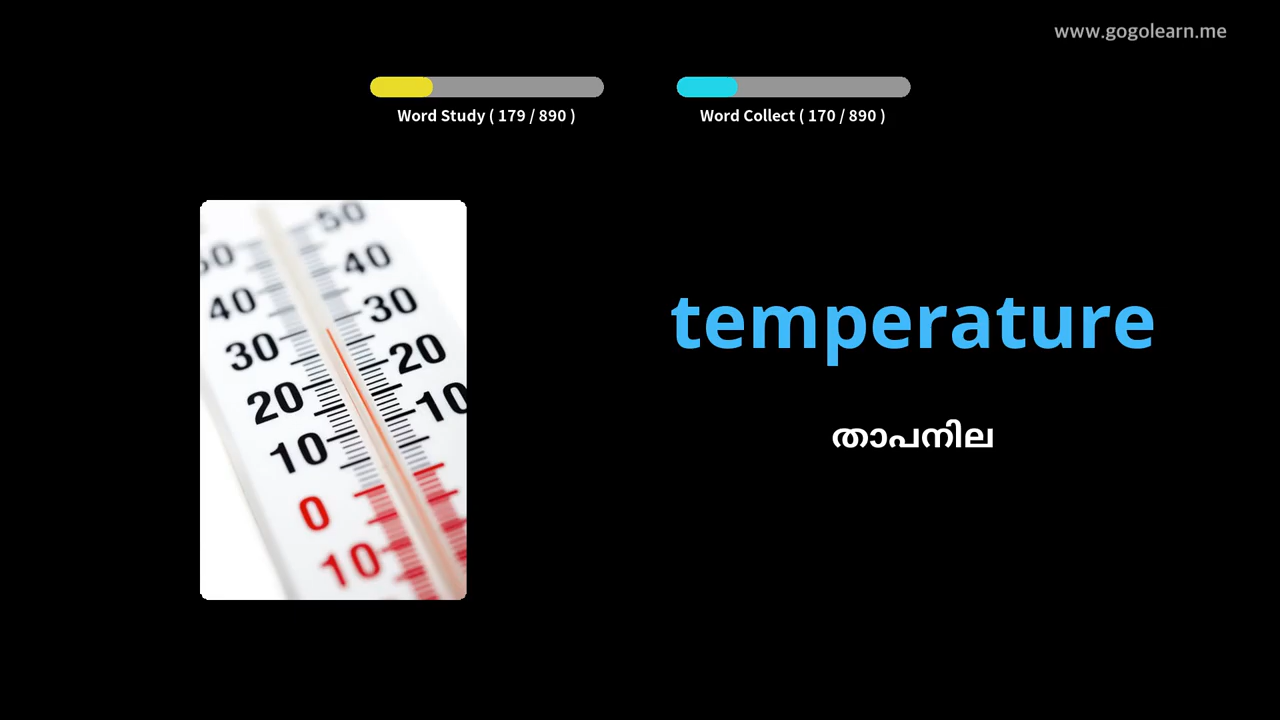 www.gogolearn.me
Word Study ( 179 / 890 )
Word Collect ( 170 / 890 )
50
50
40
40
30
30
20
20
10
10
0
10
temperature
താപനില